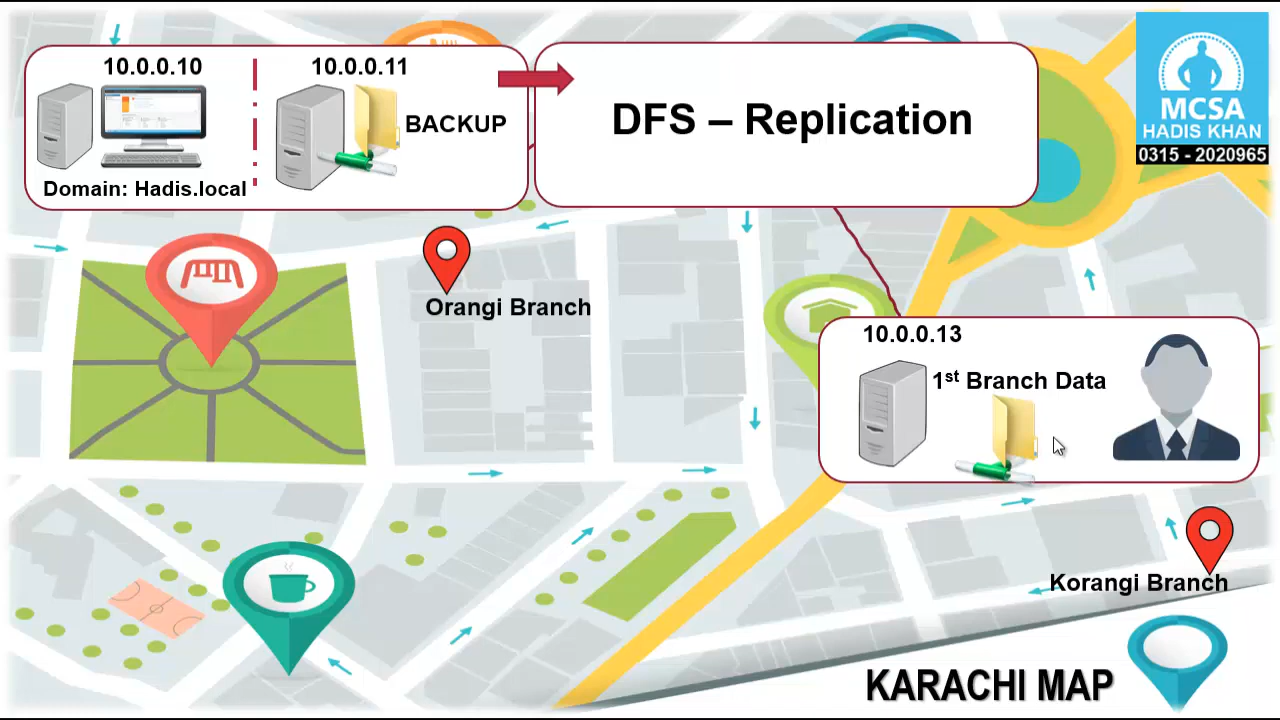 10.0.0.10
10.0.0.11
BACKUP
Domain: Hadis.local
DFS – Replication
MCSA
HADIS KHAN
0315 - 2020965
Orangi Branch
10.0.0.13
1st Branch Data
Korangi Branch
KARACHI MAP